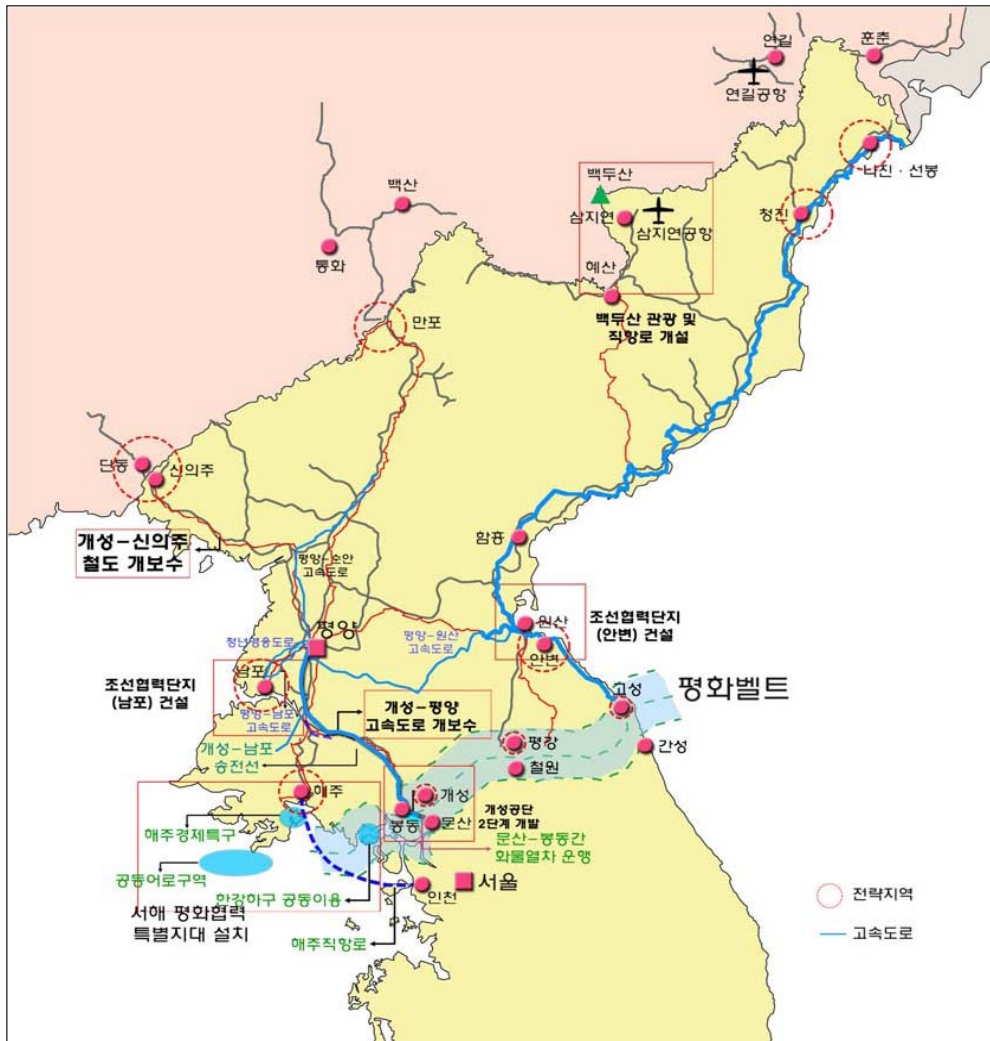 연길
훈춘
연길공항
나진 · 선봉
백두산
삼지연
삼지연공항
청진
백산
통화
혜산
만포
백두산 관광 및
직항로 개설
단동
신의주
개성-신의주
철도 개보수
평양-순안
고속도로
함흥
원산
조선협력단지
(안변) 건설
안변
청년영웅도로
평양
평양-원산
고속도로
남포
조선협력단지
(남포) 건설
평양-남포
고속도로
개성-평양
고속도로 개보수
고성
평화벨트
개성-남포
송전선
평강
철원
간성
해주
개성
봉동
문산
개성공단
2단계 개발
해주경제특구
문산-봉동간
화물열차 운행
공동어로구역
한강하구 공동이용
인천
서울
서해 평화협력
특별지대 설치
해주직항로
전략지역
고속도로